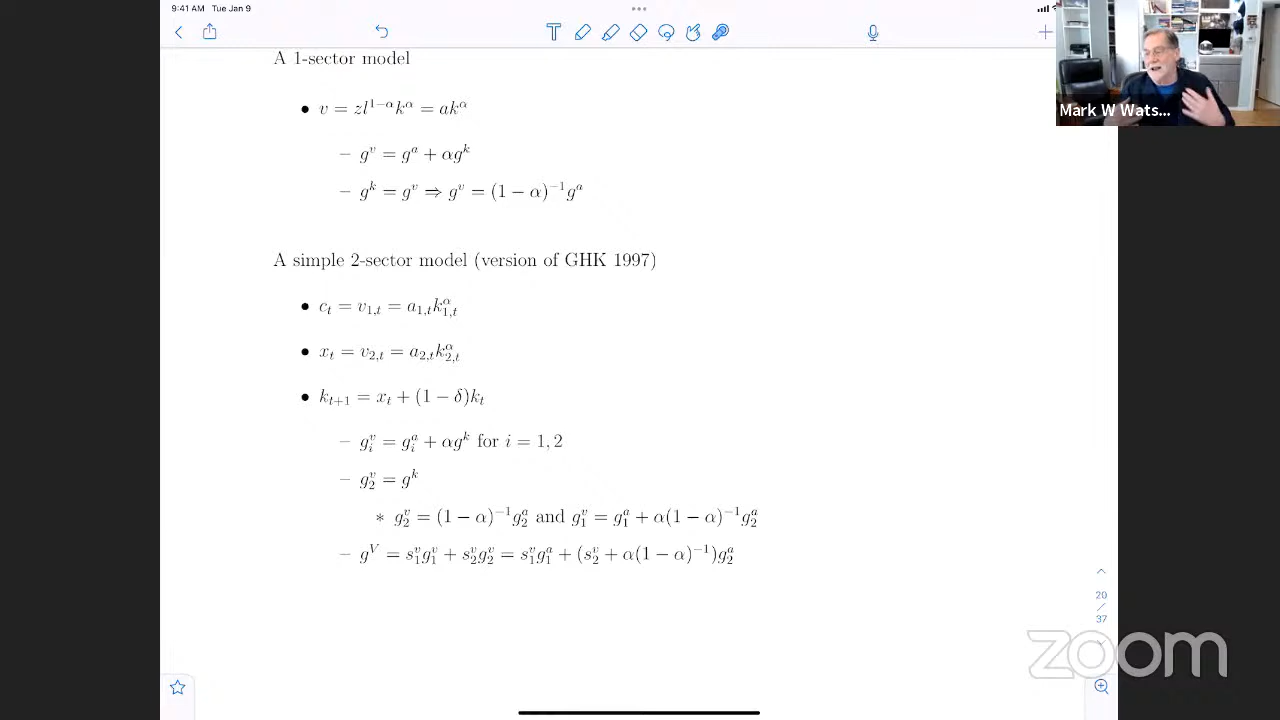 9:41 AM Tue Jan 9
A 1-sector model
• v = zl^{1−α}k^α = ak^α
– g^v = g^a + αg^k
– g^k = g^v ⇒ g^v = (1 − α)^{−1}g^a
A simple 2-sector model (version of GHK 1997)
• c_t = v_{1,t} = a_{1,t}k^α_{1,t}
• x_t = v_{2,t} = a_{2,t}k^α_{2,t}
• k_{t+1} = x_t + (1 − δ)k_t
– g^v_i = g^a_i + αg^k for i = 1, 2
– g^v_2 = g^k
∗ g^v_2 = (1 − α)^{−1}g^a_2 and g^v_1 = g^a_1 + α(1 − α)^{−1}g^a_2
– g^V = s^v_1g^v_1 + s^v_2g^v_2 = s^v_1g^a_1 + (s^v_2 + α(1 − α)^{−1})g^a_2
Mark W Wats...
20
/
37
zoom